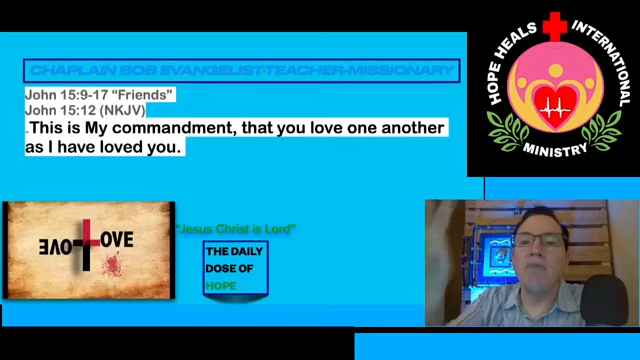 CHAPLAIN BOB EVANGELIST-TEACHER-MISSIONARY
John 15:9-17 “Friends”
John 15:12 (NKJV)
This is My commandment, that you love one another
as I have loved you.
HOPE HEALS INTERNATIONAL
MINISTRY
LOVE LOVE
"Jesus Christ is Lord"
THE DAILY
DOSE OF
HOPE